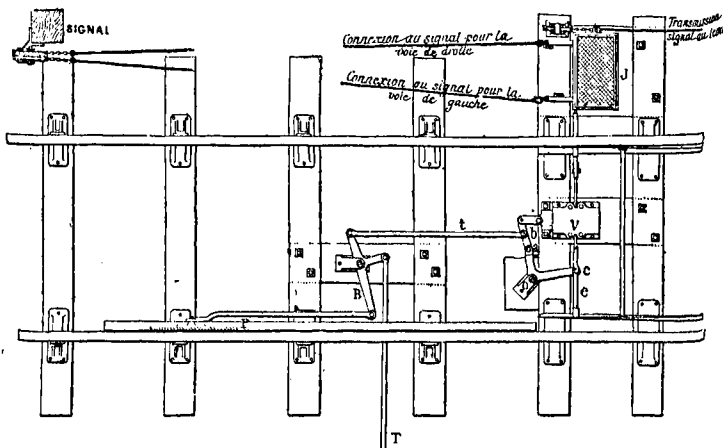 SIGNAL
Connexion au signal pour la
voie de droite
Connexion au signal pour la
voie de gauche
Transmission
signal au levi
J
t
b
V
c
B
e
P
T